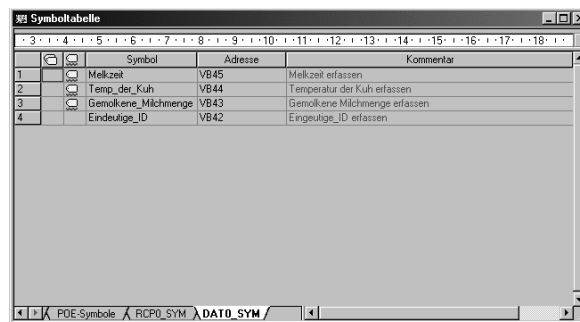 Symboltabelle
· 3 · ı · 4 · ı · 5 · ı · 6 · ı · 7 · ı · 8 · ı · 9 · ı · 10 · ı · 11 · ı · 12 · ı · 13 · ı · 14 · ı · 15 · ı · 16 · ı · 17 · ı · 18 · ı ·
Symbol Adresse Kommentar
1 Melkzeit VB45 Melkzeit erfassen
2 Temp_der_Kuh VB44 Temperatur der Kuh erfassen
3 Gemolkene_Milchmenge VB43 Gemolkene Milchmenge erfassen
4 Eindeutige_ID VB42 Eingeutige_ID erfassen
POE-Symbole RCP0_SYM DAT0_SYM